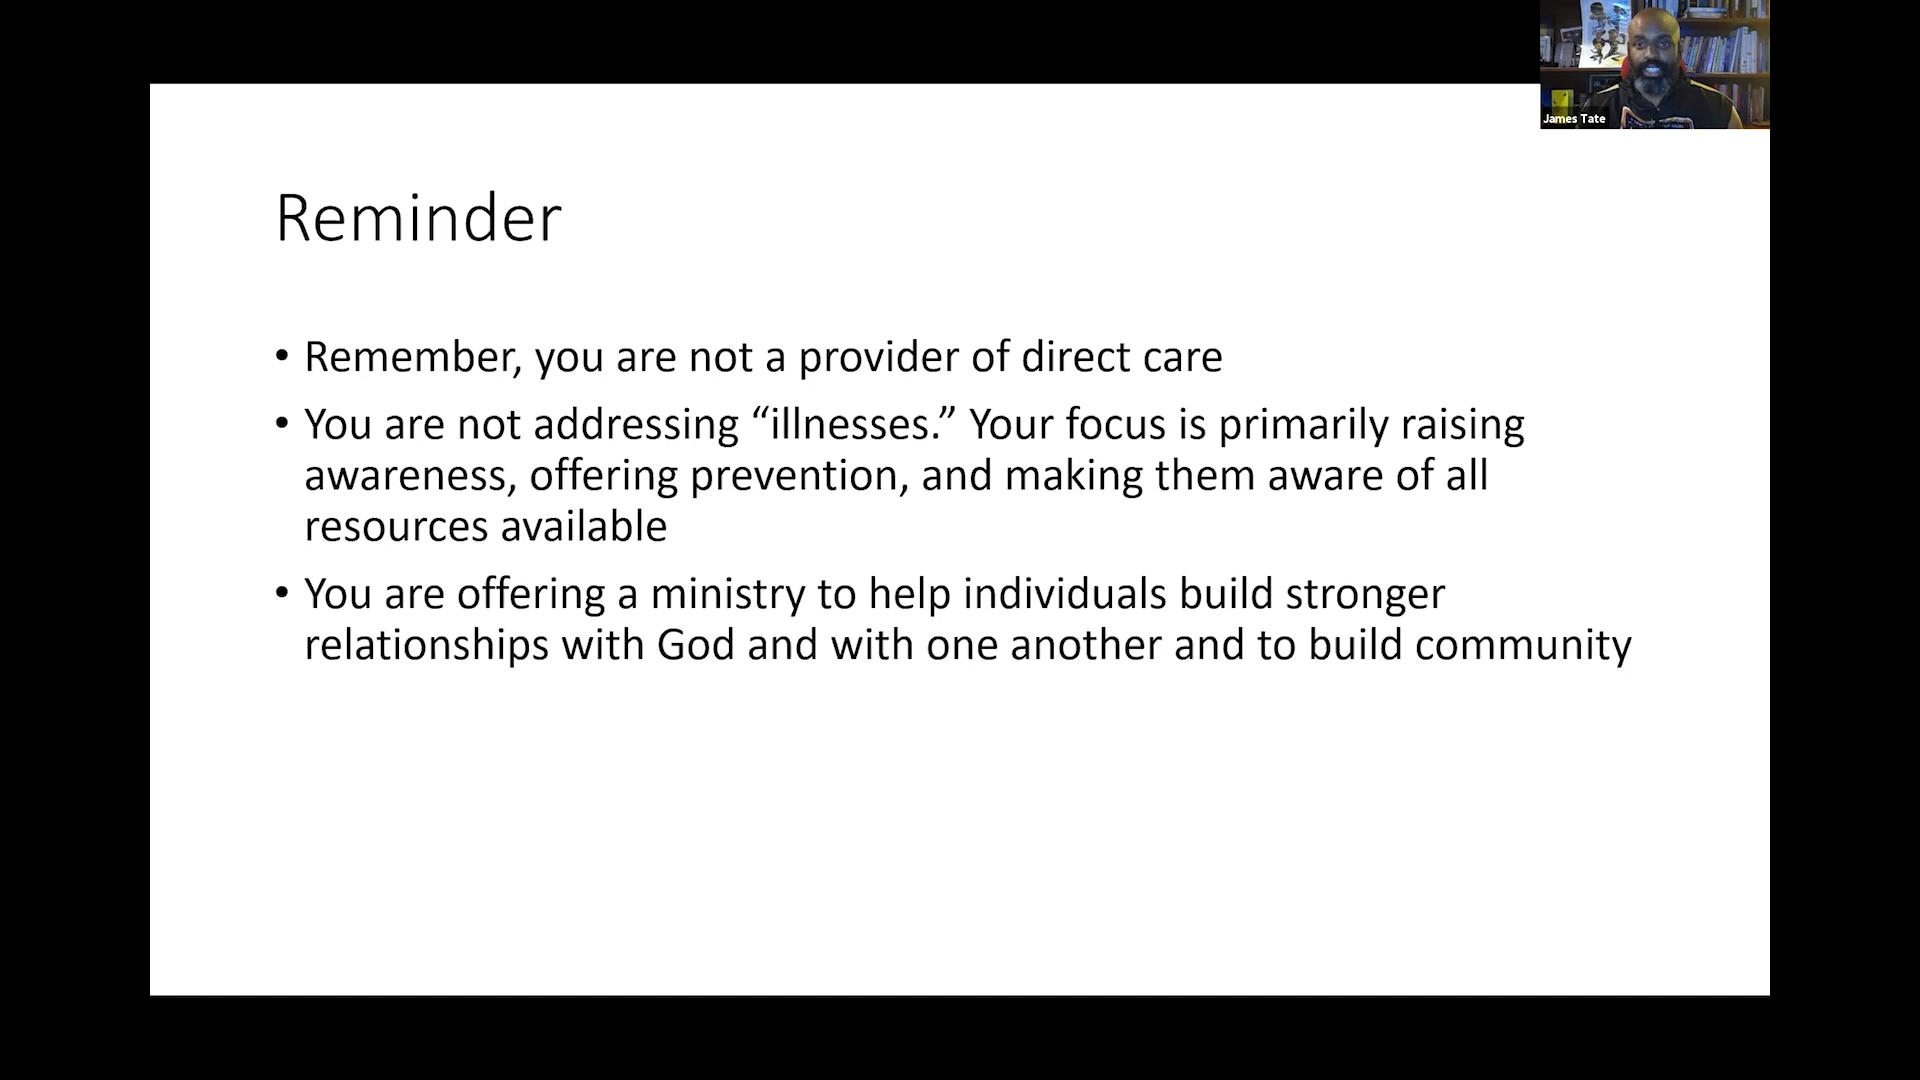 James Tate
Reminder
• Remember, you are not a provider of direct care
• You are not addressing “illnesses.” Your focus is primarily raising
awareness, offering prevention, and making them aware of all
resources available
• You are offering a ministry to help individuals build stronger
relationships with God and with one another and to build community